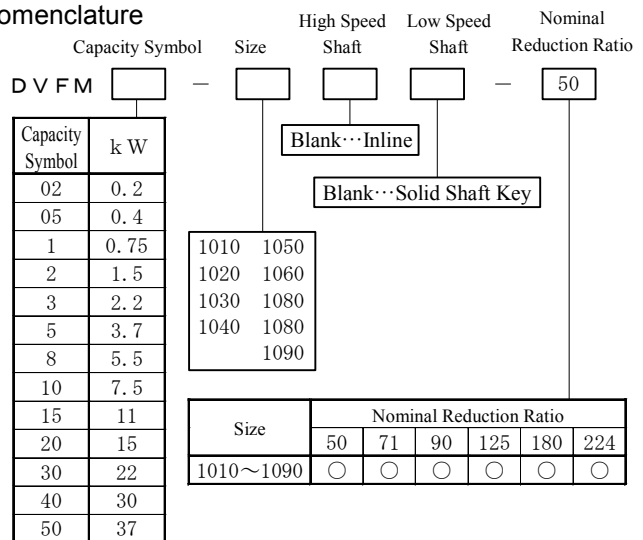 omenclature
High Speed Low Speed Nominal
Capacity Symbol Size Shaft Shaft Reduction Ratio
DVFM － － 50
Capacity Symbol kW
02 0.2
05 0.4
1 0.75
2 1.5
3 2.2
5 3.7
8 5.5
10 7.5
15 11
20 15
30 22
40 30
50 37
Blank…Inline
Blank…Solid Shaft Key
1010 1050
1020 1060
1030 1080
1040 1080
1090
Size Nominal Reduction Ratio
50 71 90 125 180 224
1010～1090 ○ ○ ○ ○ ○ ○